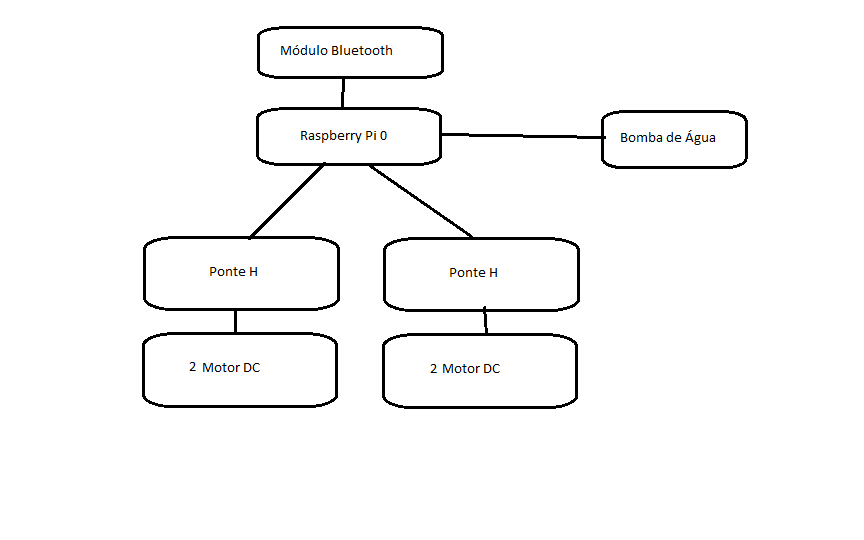 Módulo Bluetooth
Raspberry Pi 0
Bomba de Água
Ponte H
Ponte H
2 Motor DC
2 Motor DC